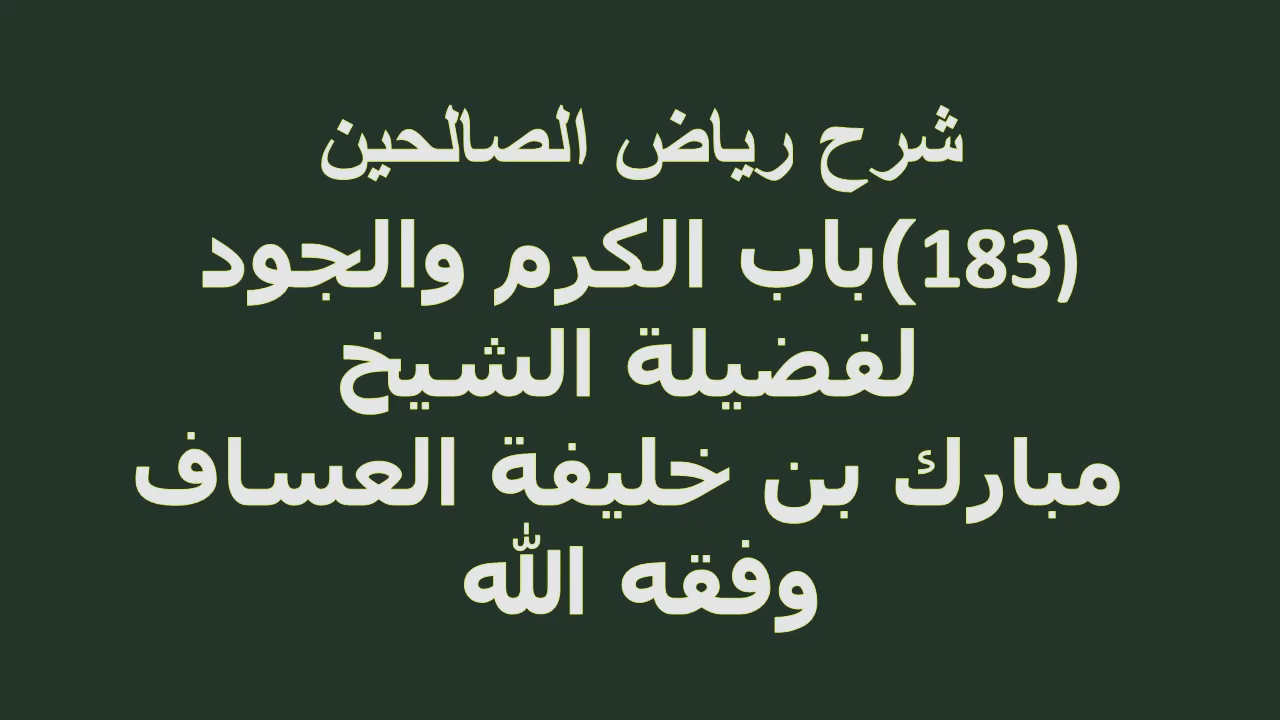 شرح رياض الصالحين
(183)باب الكرم والجود
لفضيلة الشيخ
مبارك بن خليفة العساف
وفقه الله